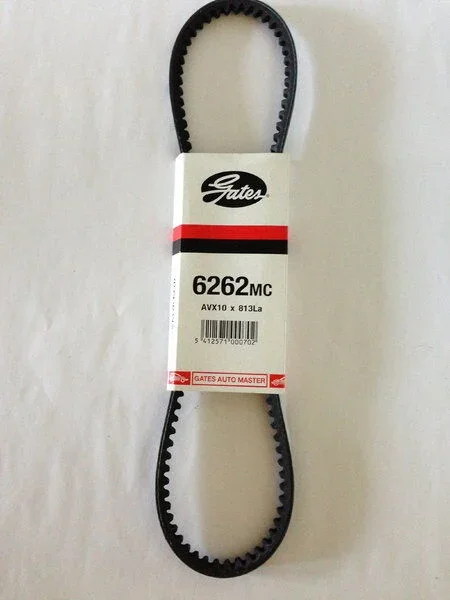 Gates®
6262MC
AVX10 x 813La
5 412571 000702
GATES AUTO MASTER